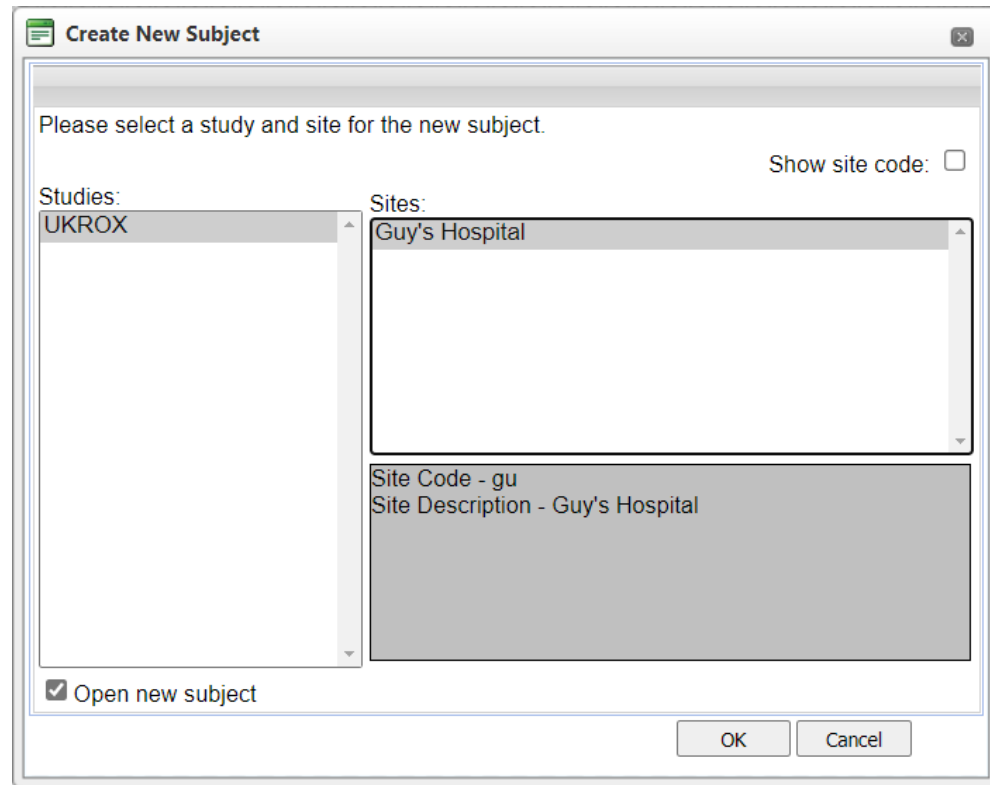 Create New Subject
Please select a study and site for the new subject.
Show site code:
Studies:
UKROX
Sites:
Guy's Hospital
Site Code - gu
Site Description - Guy's Hospital
Open new subject
OK
Cancel